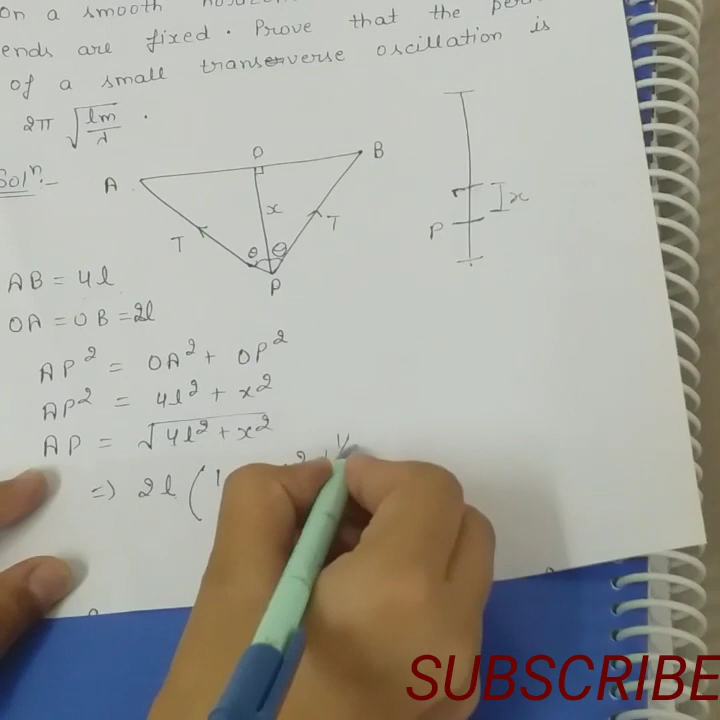 on a smooth
ends are fixed. Prove that the
of a small transverse oscillation is
2π √(lm/λ) .
Solⁿ:-
A O B
x
T T
θ θ
P
P x
AB = 4l
OA = OB = 2l
AP² = OA² + OP²
AP² = 4l² + x²
AP = √(4l² + x²)
=> 2l ( 1
SUBSCRIBE